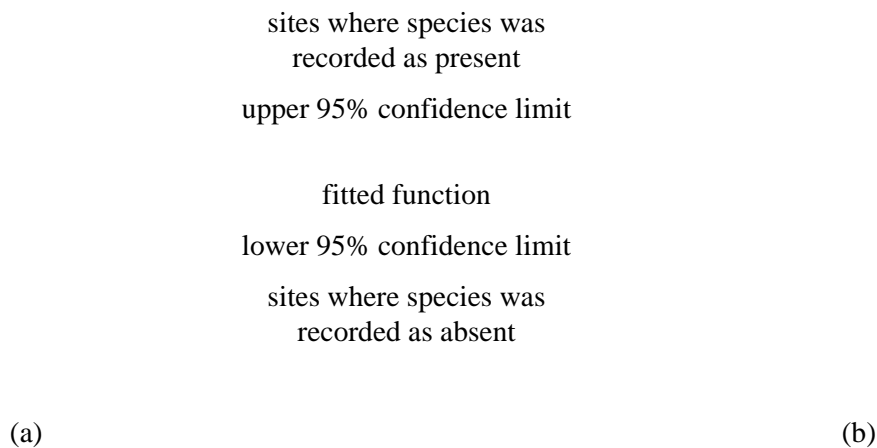 sites where species was
recorded as present
upper 95% confidence limit
fitted function
lower 95% confidence limit
sites where species was
recorded as absent
(a)
(b)